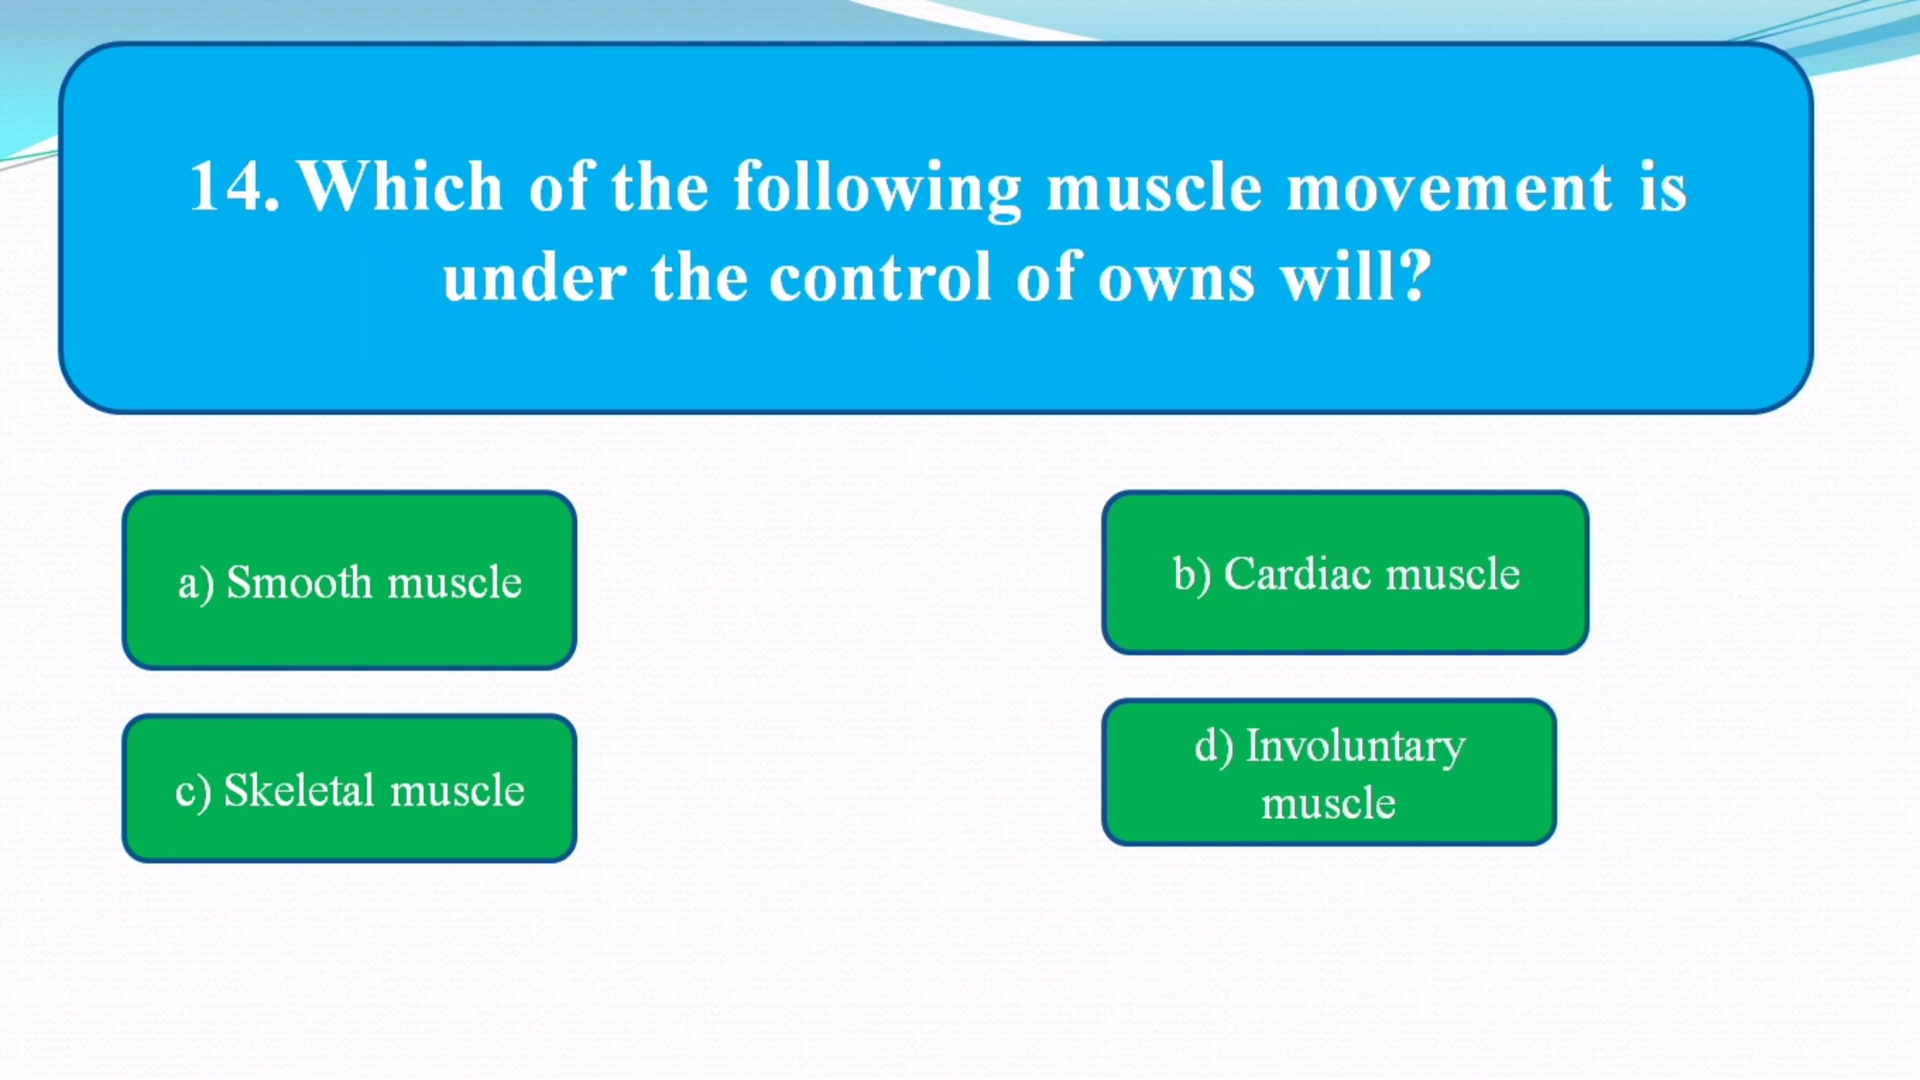 14. Which of the following muscle movement is
under the control of owns will?
a) Smooth muscle
b) Cardiac muscle
c) Skeletal muscle
d) Involuntary
muscle